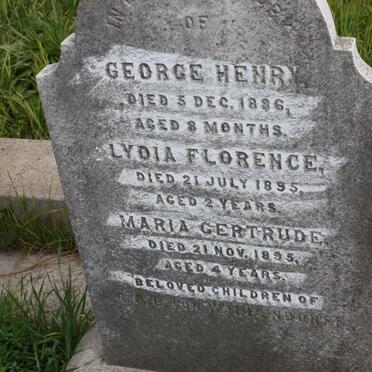 OF
GEORGE HENRY
DIED 5 DEC. 1886,
AGED 8 MONTHS.
LYDIA FLORENCE,
DIED 21 JULY 1895,
AGED 2 YEARS.
MARIA GERTRUDE,
DIED 21 NOV. 1895,
AGED 4 YEARS.
BELOVED CHILDREN OF